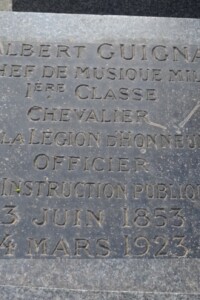 ALBERT GUIGNA
CHEF DE MUSIQUE MIL
1ERE CLASSE
CHEVALIER
LA LÉGION D'HONNEU
OFFICIER
INSTRUCTION PUBLIQU
3 JUIN 1853
4 MARS 1923